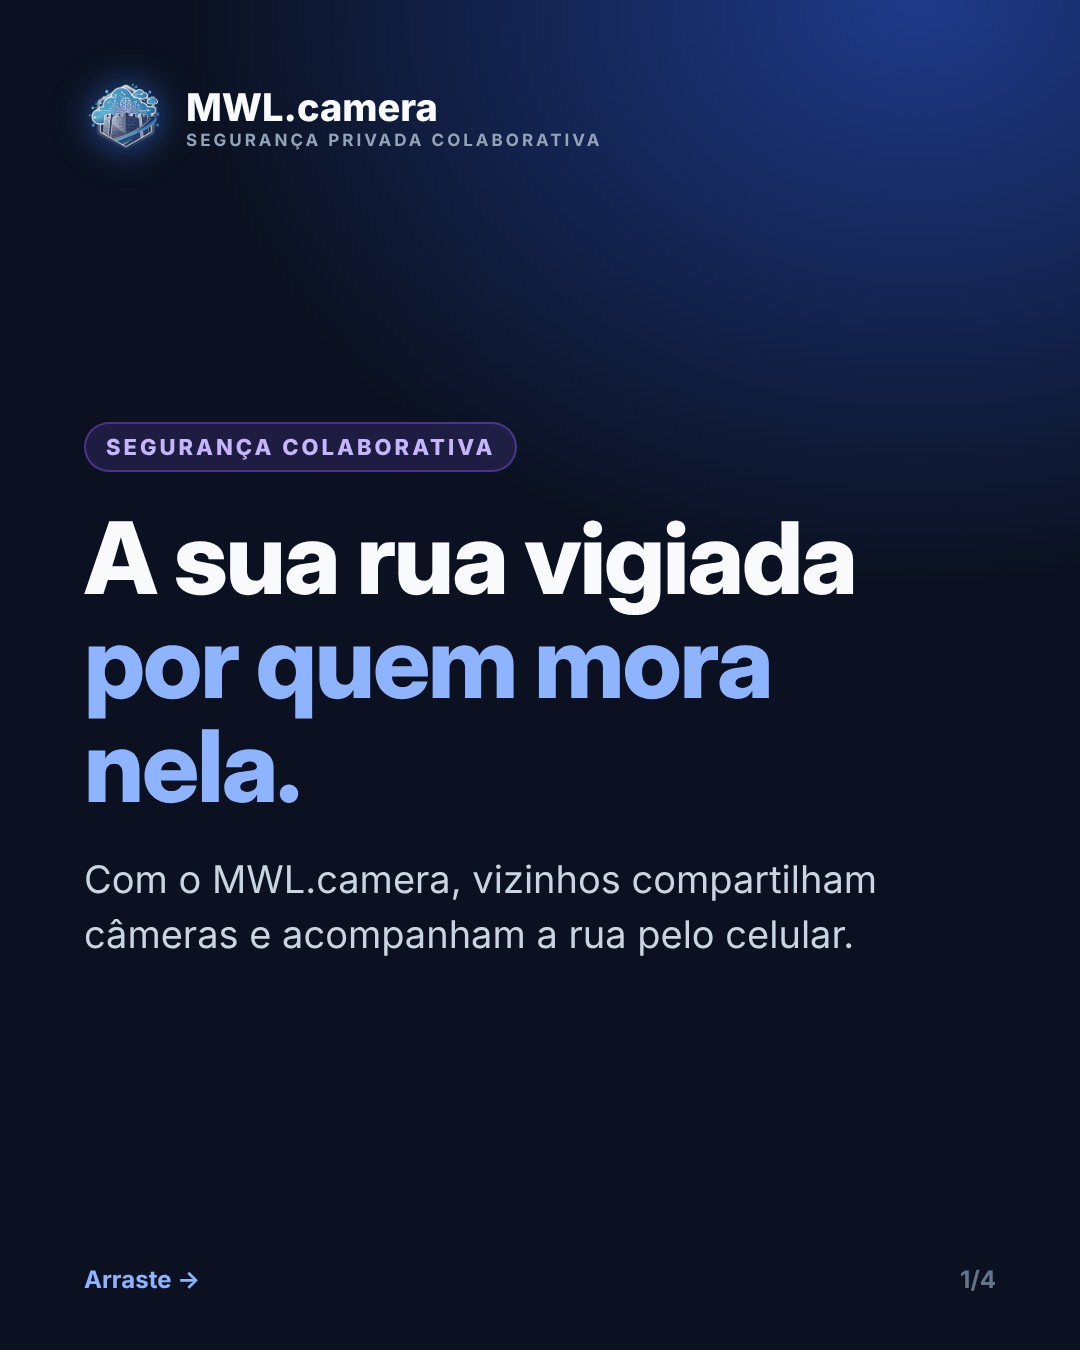 MWL.camera
SEGURANÇA PRIVADA COLABORATIVA
SEGURANÇA COLABORATIVA
A sua rua vigiada
por quem mora
nela.
Com o MWL.camera, vizinhos compartilham
câmeras e acompanham a rua pelo celular.
Arraste →
1/4